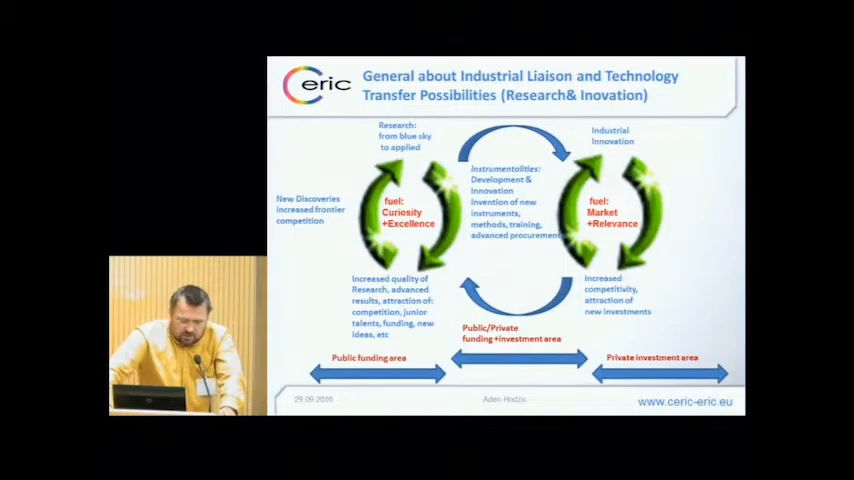 eric
General about Industrial Liaison and Technology
Transfer Possibilities (Research& Inovation)
Research:
from blue sky
to applied
Industrial
Innovation
Instrumentalities:
Development &
Innovation
Invention of new
instruments,
methods, training,
advanced procurement
New Discoveries
Increased frontier
competition
fuel:
Curiosity
+Excellence
fuel:
Market
+Relevance
Increased quality of
Research, advanced
results, attraction of:
competition, junior
talents, funding, new
ideas, etc
Increased
competitivity,
attraction of
new investments
Public/Private
funding +investment area
Public funding area
Private investment area
29.09.2016
Aden Hodzic
www.ceric-eric.eu